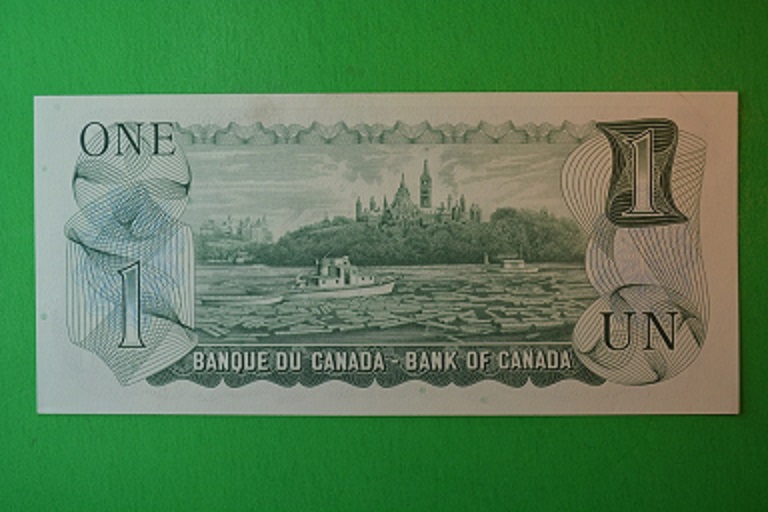 ONE
1
1
UN
BANQUE DU CANADA - BANK OF CANADA